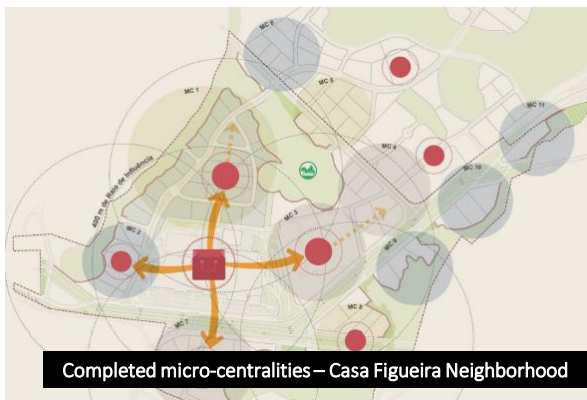 MC 6
MC 1
MC 5
MC 11
400 m de Raio de Influência
MC 4
MC 10
MC 3
MC 2
MC 9
MC 8
MC 7
Completed micro-centralities – Casa Figueira Neighborhood